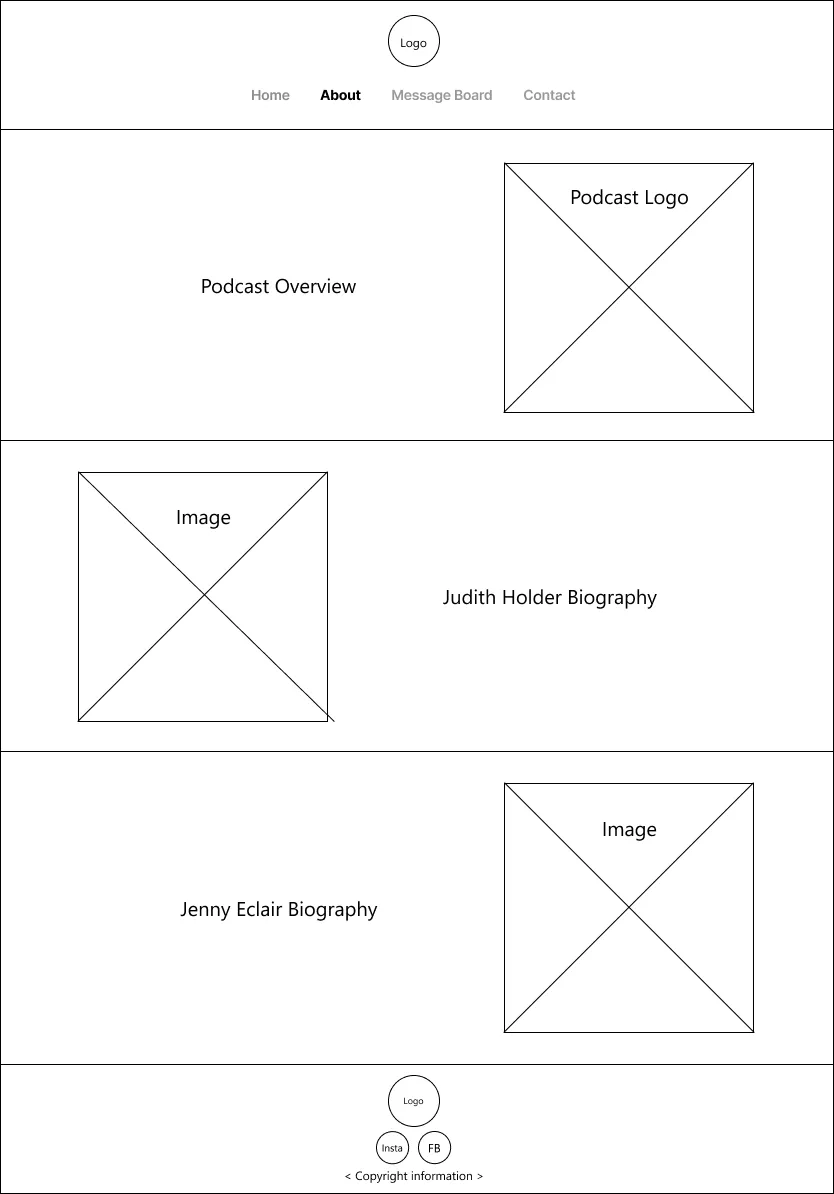 Logo
Home About Message Board Contact
Podcast Logo
Podcast Overview
Image
Judith Holder Biography
Image
Jenny Eclair Biography
Logo
Insta FB
< Copyright information >